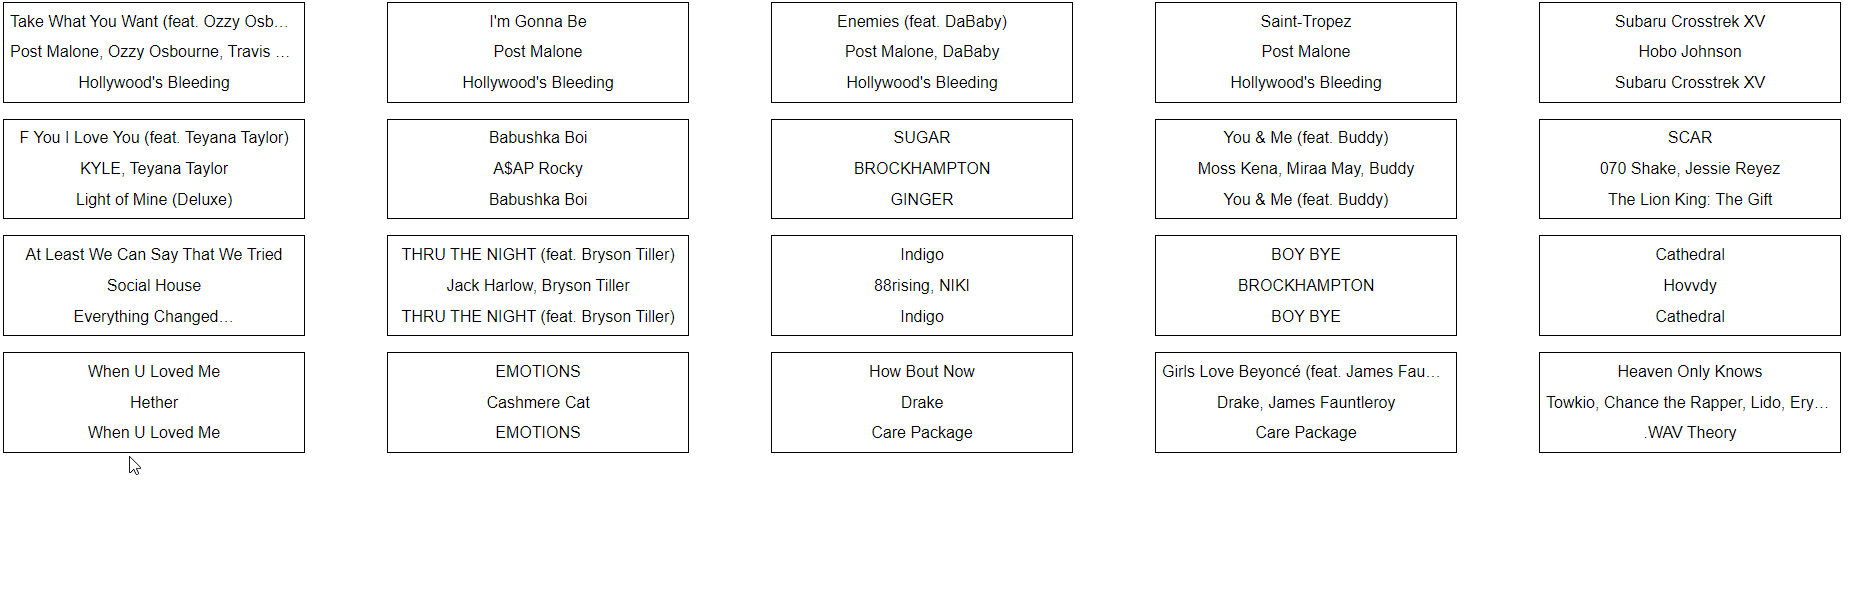 Take What You Want (feat. Ozzy Osb…
Post Malone, Ozzy Osbourne, Travis …
Hollywood's Bleeding
I'm Gonna Be
Post Malone
Hollywood's Bleeding
Enemies (feat. DaBaby)
Post Malone, DaBaby
Hollywood's Bleeding
Saint-Tropez
Post Malone
Hollywood's Bleeding
Subaru Crosstrek XV
Hobo Johnson
Subaru Crosstrek XV
F You I Love You (feat. Teyana Taylor)
KYLE, Teyana Taylor
Light of Mine (Deluxe)
Babushka Boi
A$AP Rocky
Babushka Boi
SUGAR
BROCKHAMPTON
GINGER
You & Me (feat. Buddy)
Moss Kena, Miraa May, Buddy
You & Me (feat. Buddy)
SCAR
070 Shake, Jessie Reyez
The Lion King: The Gift
At Least We Can Say That We Tried
Social House
Everything Changed…
THRU THE NIGHT (feat. Bryson Tiller)
Jack Harlow, Bryson Tiller
THRU THE NIGHT (feat. Bryson Tiller)
Indigo
88rising, NIKI
Indigo
BOY BYE
BROCKHAMPTON
BOY BYE
Cathedral
Hovvdy
Cathedral
When U Loved Me
Hether
When U Loved Me
EMOTIONS
Cashmere Cat
EMOTIONS
How Bout Now
Drake
Care Package
Girls Love Beyoncé (feat. James Fau…
Drake, James Fauntleroy
Care Package
Heaven Only Knows
Towkio, Chance the Rapper, Lido, Ery…
.WAV Theory